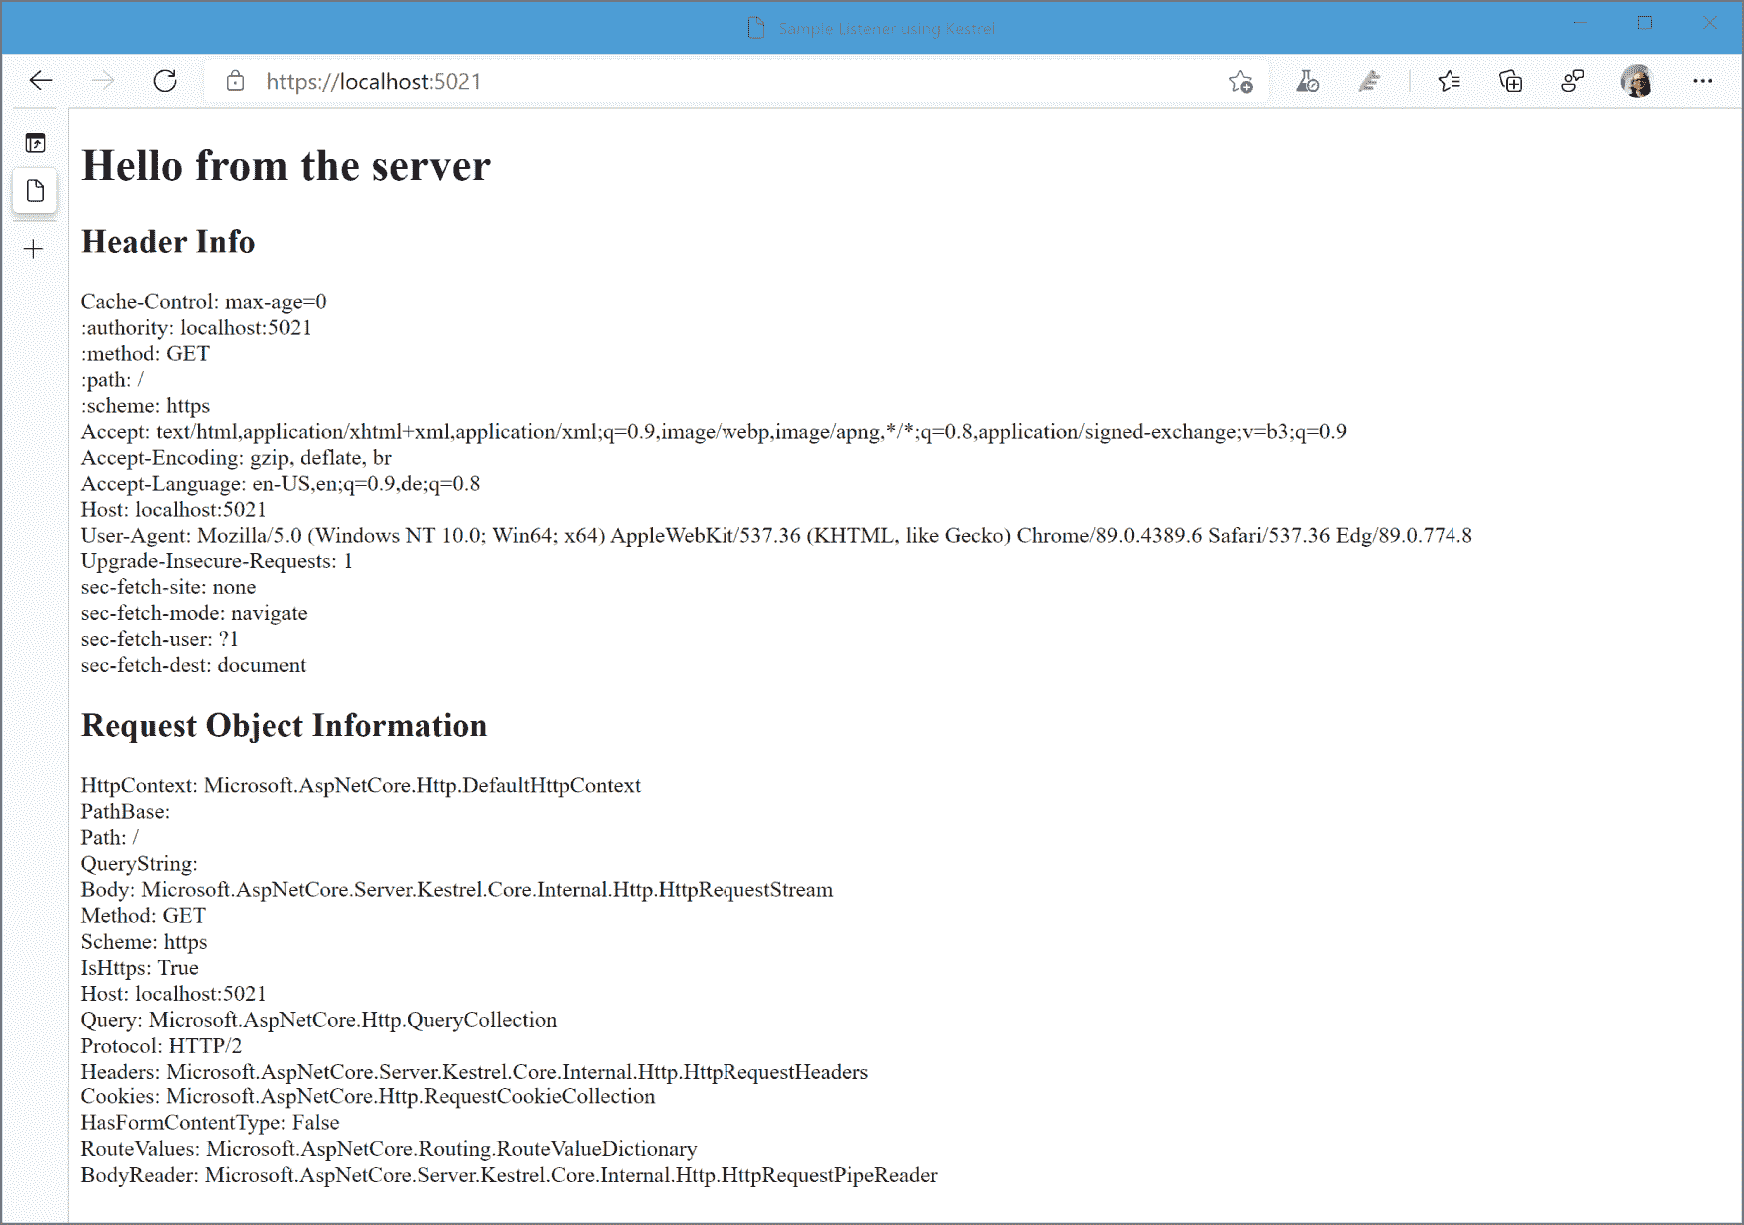 Sample Listener using Kestrel
https://localhost:5021
Hello from the server
Header Info
Cache-Control: max-age=0
:authority: localhost:5021
:method: GET
:path: /
:scheme: https
Accept: text/html,application/xhtml+xml,application/xml;q=0.9,image/webp,image/apng,*/*;q=0.8,application/signed-exchange;v=b3;q=0.9
Accept-Encoding: gzip, deflate, br
Accept-Language: en-US,en;q=0.9,de;q=0.8
Host: localhost:5021
User-Agent: Mozilla/5.0 (Windows NT 10.0; Win64; x64) AppleWebKit/537.36 (KHTML, like Gecko) Chrome/89.0.4389.6 Safari/537.36 Edg/89.0.774.8
Upgrade-Insecure-Requests: 1
sec-fetch-site: none
sec-fetch-mode: navigate
sec-fetch-user: ?1
sec-fetch-dest: document
Request Object Information
HttpContext: Microsoft.AspNetCore.Http.DefaultHttpContext
PathBase:
Path: /
QueryString:
Body: Microsoft.AspNetCore.Server.Kestrel.Core.Internal.Http.HttpRequestStream
Method: GET
Scheme: https
IsHttps: True
Host: localhost:5021
Query: Microsoft.AspNetCore.Http.QueryCollection
Protocol: HTTP/2
Headers: Microsoft.AspNetCore.Server.Kestrel.Core.Internal.Http.HttpRequestHeaders
Cookies: Microsoft.AspNetCore.Http.RequestCookieCollection
HasFormContentType: False
RouteValues: Microsoft.AspNetCore.Routing.RouteValueDictionary
BodyReader: Microsoft.AspNetCore.Server.Kestrel.Core.Internal.Http.HttpRequestPipeReader